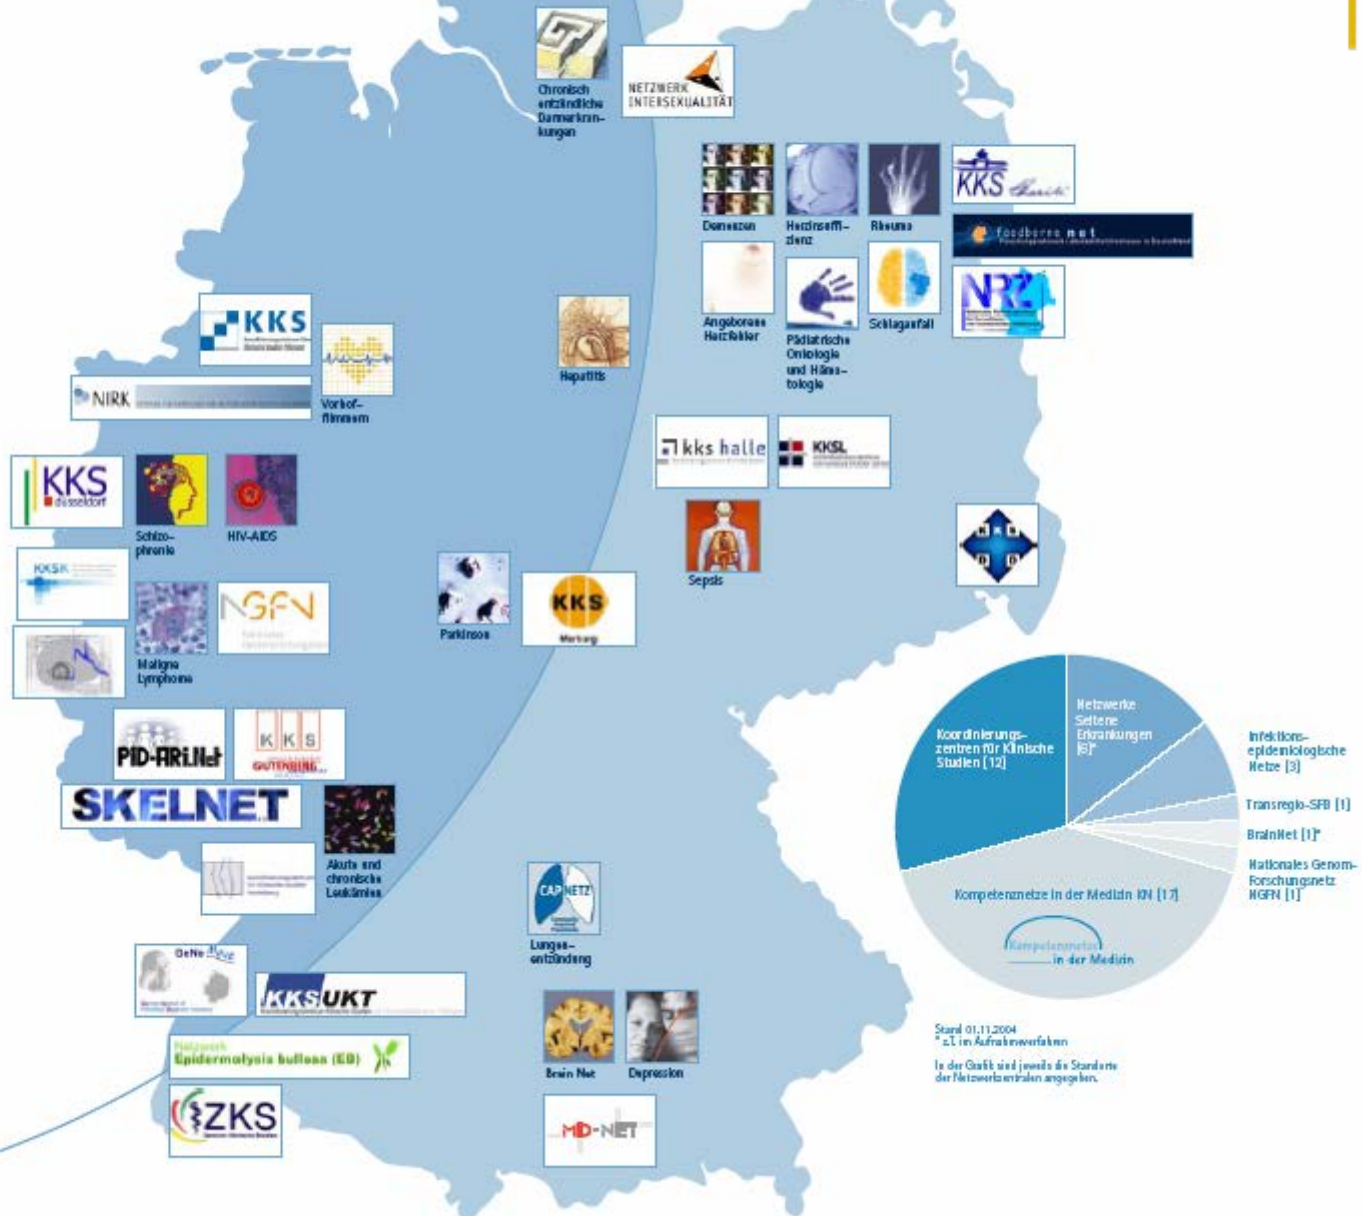 Chronisch
entzündliche
Darmerkran-
kungen
NETZWERK
INTERSEXUALITÄT
Demenzen
Herzinsuffi-
zienz
Rheuma
KKS Charité
foodborne net
Angeborene
Herzfehler
Pädiatrische
Onkologie
und Häma-
tologie
Schlaganfall
NRZ
KKS
Vorhof-
flimmern
NIRK
Hepatitis
kks halle
KKSL
KKS
düsseldorf
Schizo-
phrenie
HIV-AIDS
Sepsis
K K S
D D
KKSK
Maligne
Lymphome
NGFN
Parkinson
KKS
Marburg
PID-ARI.Net
K K S
GUTENBERG
SKELNET
Akute und
chronische
Leukämien
CAPNETZ
Lungen-
entzündung
GeNeMove
KKSUKT
Netzwerk
Epidermolysis bullosa (EB)
ZKS
Brain Net
Depression
MD-NET
Koordinierungs-
zentren für Klinische
Studien [12]
Netzwerke
Seltene
Erkrankungen
[6]*
Infektions-
epidemiologische
Netze [3]
Transregio-SFB [1]
BrainNet [1]*
Nationales Genom-
Forschungsnetz
NGFN [1]
Kompetenznetze in der Medizin KN [17]
Kompetenznetze
in der Medizin
Stand 01.11.2004
* z.T. im Aufnahmeverfahren
In der Grafik sind jeweils die Standorte
der Netzwerkzentralen angegeben.